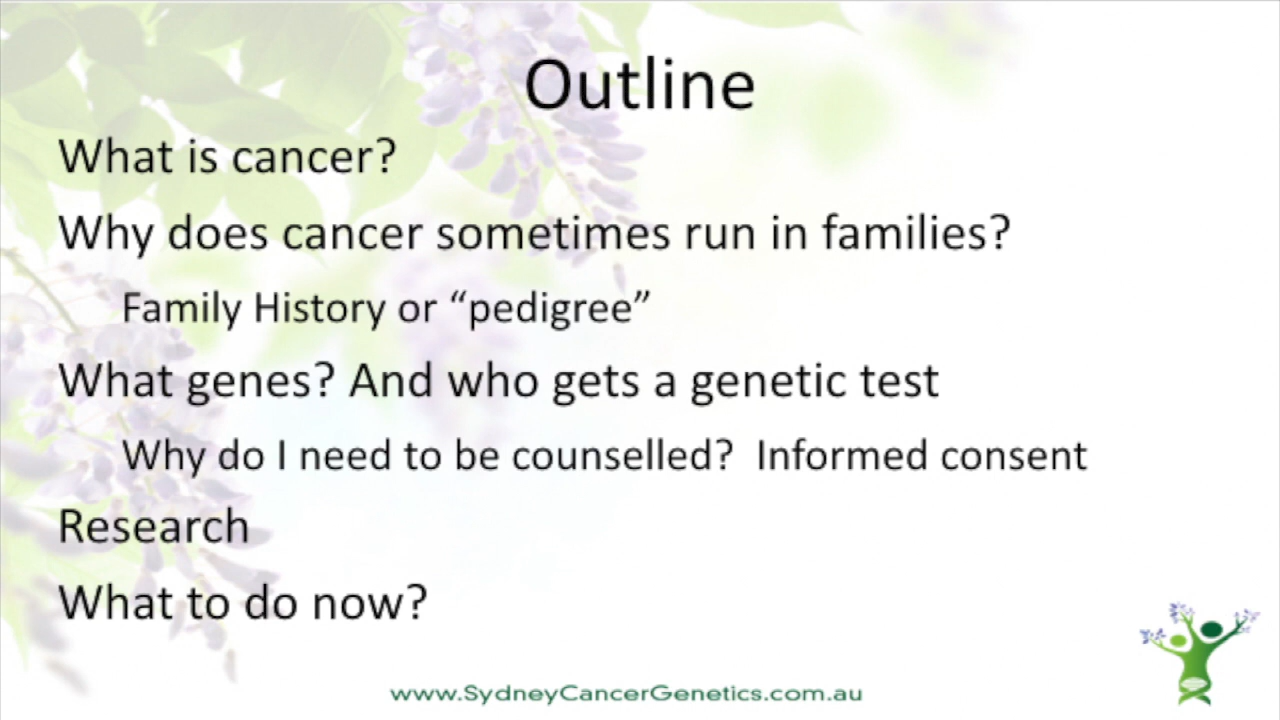 Outline
What is cancer?
Why does cancer sometimes run in families?
Family History or “pedigree”
What genes? And who gets a genetic test
Why do I need to be counselled?  Informed consent
Research
What to do now?
www.SydneyCancerGenetics.com.au